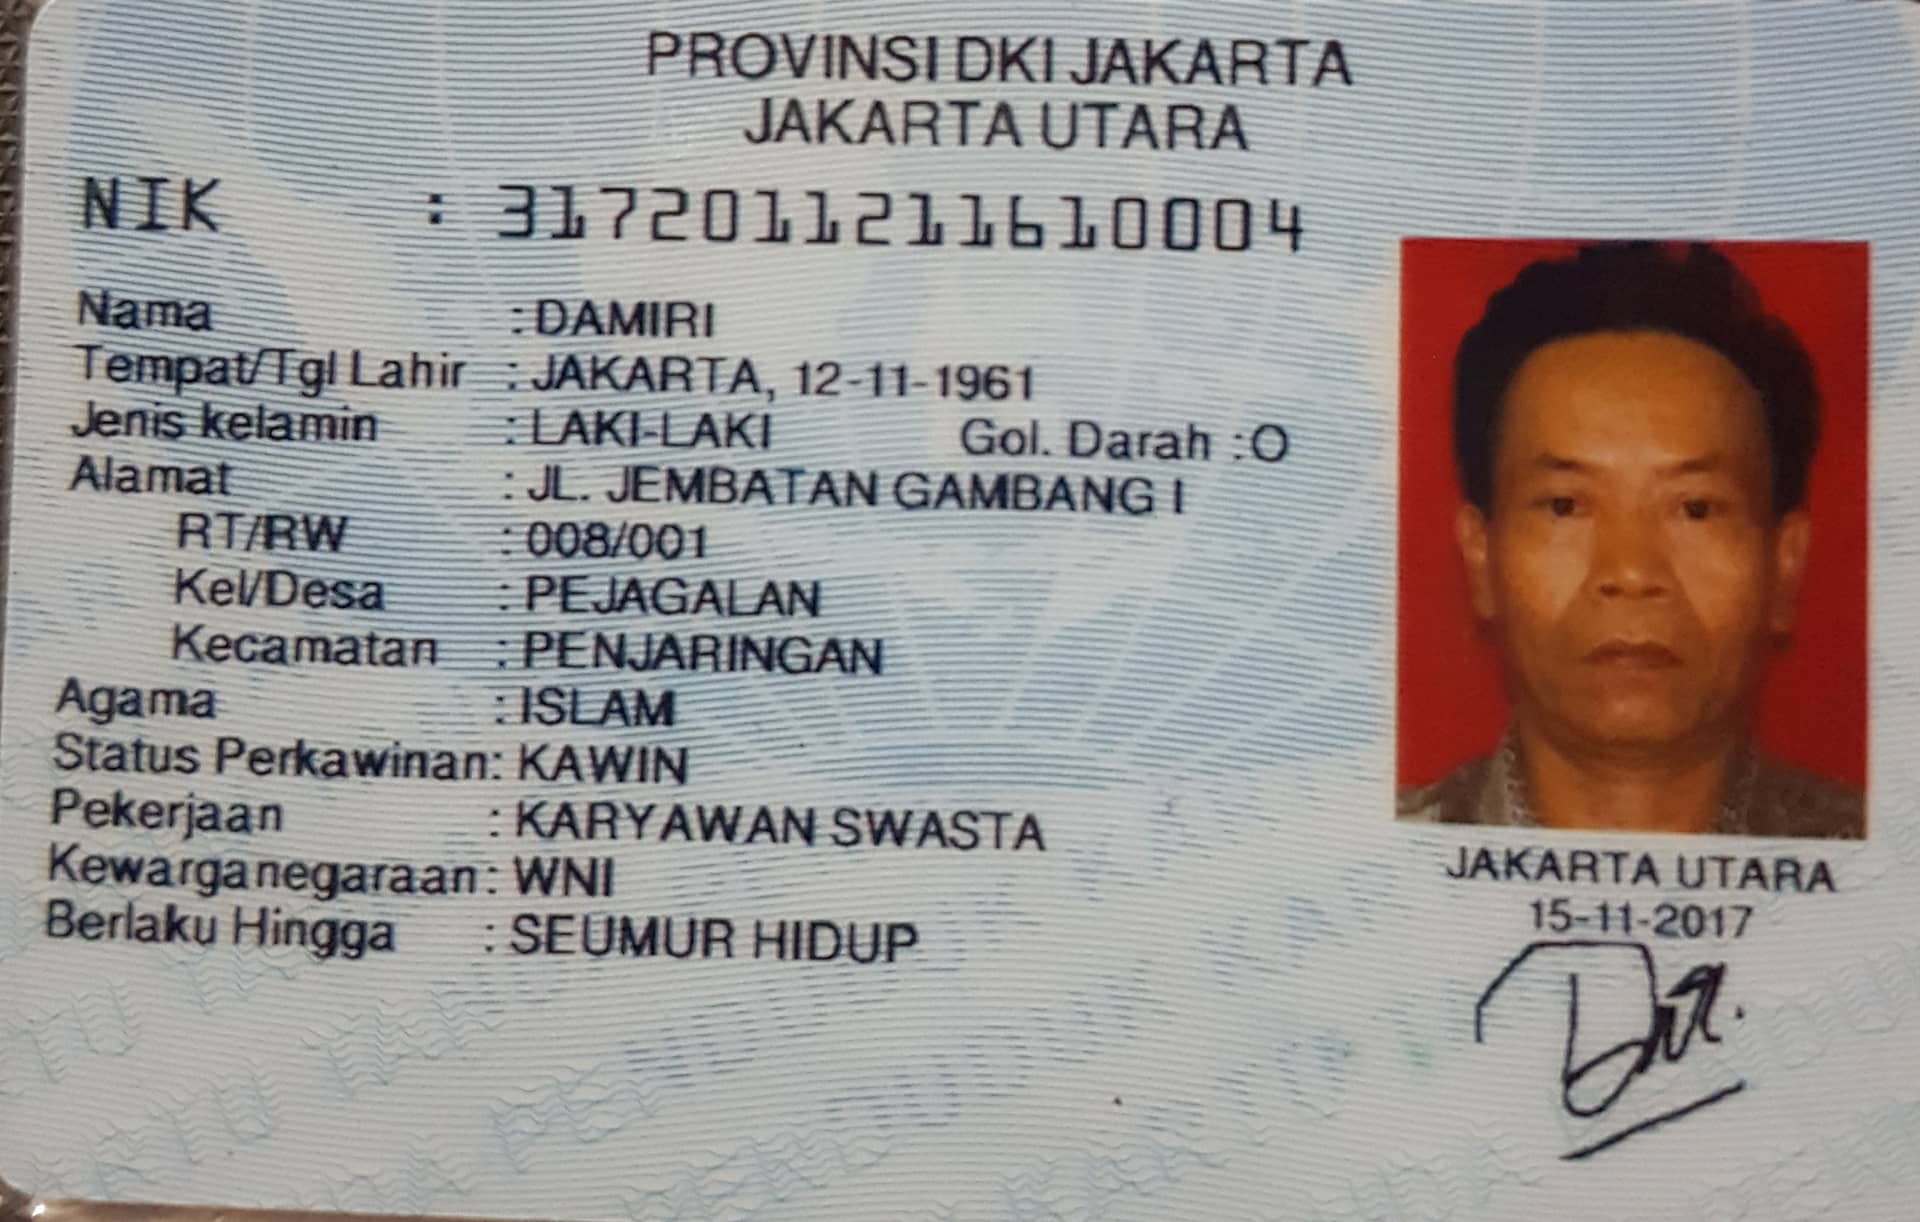 PROVINSI DKI JAKARTA
JAKARTA UTARA
NIK : 3172011211610004
Nama : DAMIRI
Tempat/Tgl Lahir : JAKARTA, 12-11-1961
Jenis kelamin : LAKI-LAKI Gol. Darah : O
Alamat : JL. JEMBATAN GAMBANG I
RT/RW : 008/001
Kel/Desa : PEJAGALAN
Kecamatan : PENJARINGAN
Agama : ISLAM
Status Perkawinan: KAWIN
Pekerjaan : KARYAWAN SWASTA
Kewarganegaraan: WNI
Berlaku Hingga : SEUMUR HIDUP
JAKARTA UTARA
15-11-2017